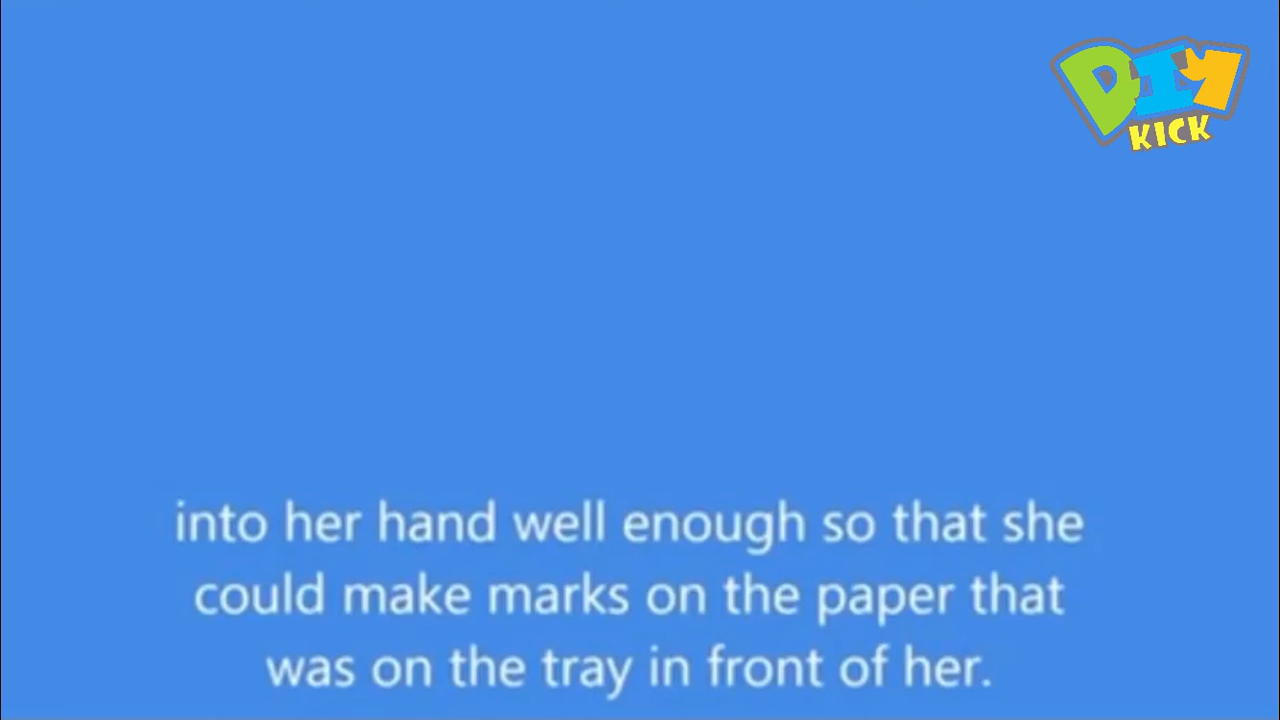 DIY
KICK
into her hand well enough so that she
could make marks on the paper that
was on the tray in front of her.